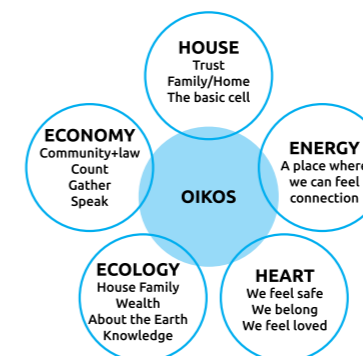 HOUSE
Trust
Family/Home
The basic cell
ECONOMY
Community+law
Count
Gather
Speak
ENERGY
A place where
we can feel
connection
OIKOS
ECOLOGY
House Family
Wealth
About the Earth
Knowledge
HEART
We feel safe
We belong
We feel loved